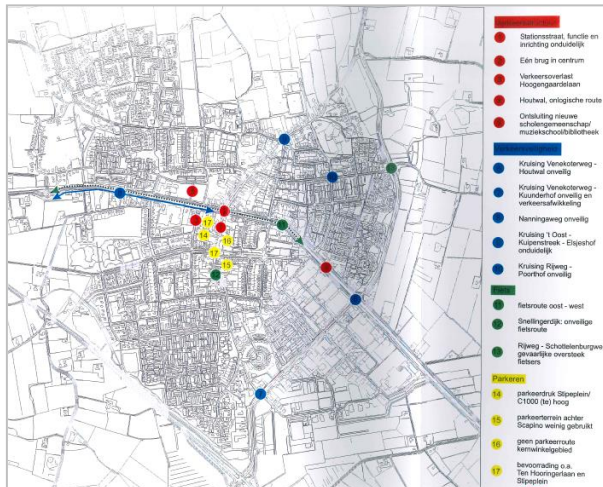 Stationsstraat, functie en
inrichting onduidelijk
Eén brug in centrum
Verkeersoverlast
Hoogengaardelaan
Houtwal, onlogische route
Ontsluiting nieuwe
scholengemeenschap/
muziekschool/bibliotheek
Verkeersveiligheid
Kruising Venekoterweg -
Houtwal onveilig
Kruising Venekoterweg -
Kuunderhof onveilig en
verkeersafwikkeling
Nanningaweg onveilig
Kruising 't Oost -
Kuipenstreek - Elsjeshof
onduidelijk
Kruising Rijweg -
Poorthof onveilig
Fiets
11 fietsroute oost - west
12 Snellingerdijk: onveilige
fietsroute
13 Rijweg - Schottelenburgwe
gevaarlijke oversteek
fietsers
Parkeren
14 parkeerdruk Stipeplein/
C1000 (te) hoog
15 parkeerterrein achter
Scapino weinig gebruikt
16 geen parkeerroute
kernwinkelgebied
17 bevoorrading o.a.
Ten Hooringerlaan en
Stipeplein
17
14
16
17
15